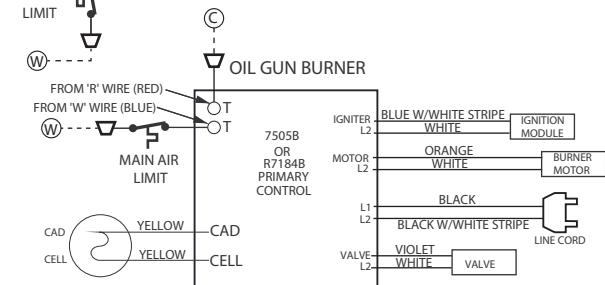 LIMIT
C
W
OIL GUN BURNER
FROM 'R' WIRE (RED)
FROM 'W' WIRE (BLUE)
T
T
W
MAIN AIR
LIMIT
7505B
OR
R7184B
PRIMARY
CONTROL
IGNITER
BLUE W/WHITE STRIPE
L2
WHITE
IGNITION
MODULE
MOTOR
ORANGE
L2
WHITE
BURNER
MOTOR
L1
BLACK
L2
BLACK W/WHITE STRIPE
LINE CORD
CAD
YELLOW
CAD
CELL
YELLOW
CELL
VALVE
VIOLET
L2
WHITE
VALVE